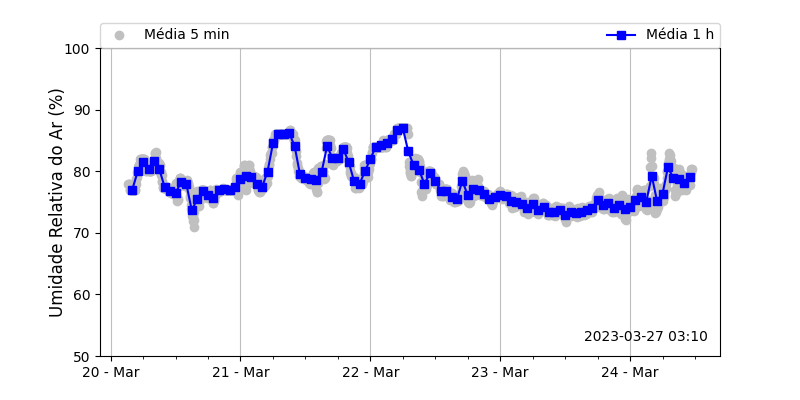 Média 5 min
Média 1 h
Umidade Relativa do Ar (%)
100
90
80
70
60
50
2023-03-27 03:10
20 - Mar
21 - Mar
22 - Mar
23 - Mar
24 - Mar